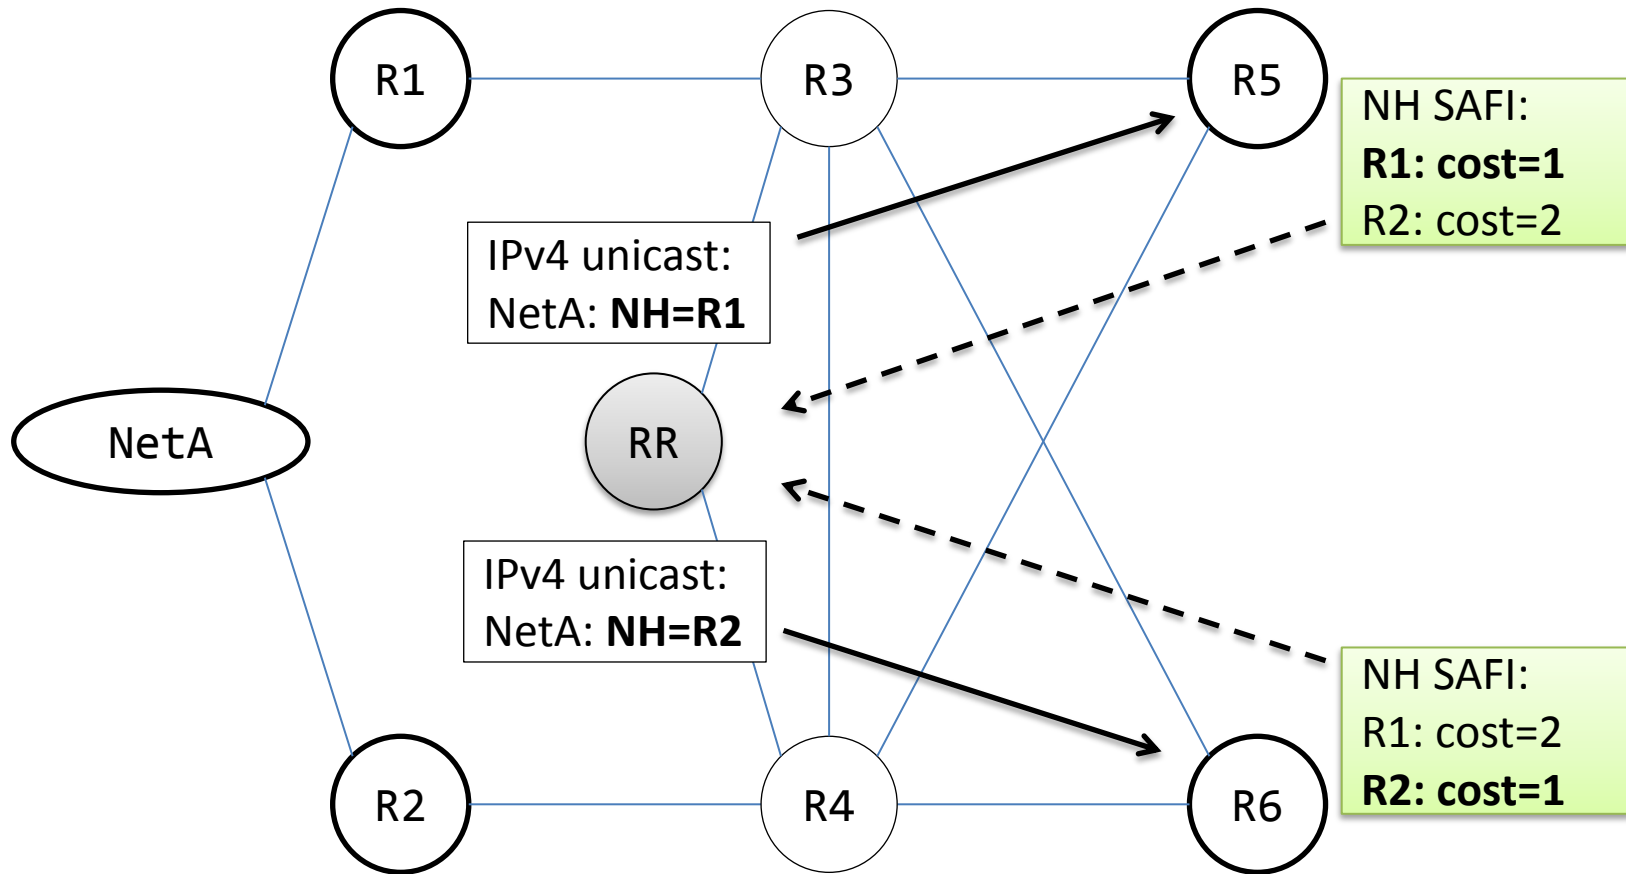 R1
R3
R5
NH SAFI:
R1: cost=1
R2: cost=2
IPv4 unicast:
NetA: NH=R1
NetA
RR
IPv4 unicast:
NetA: NH=R2
NH SAFI:
R1: cost=2
R2: cost=1
R2
R4
R6